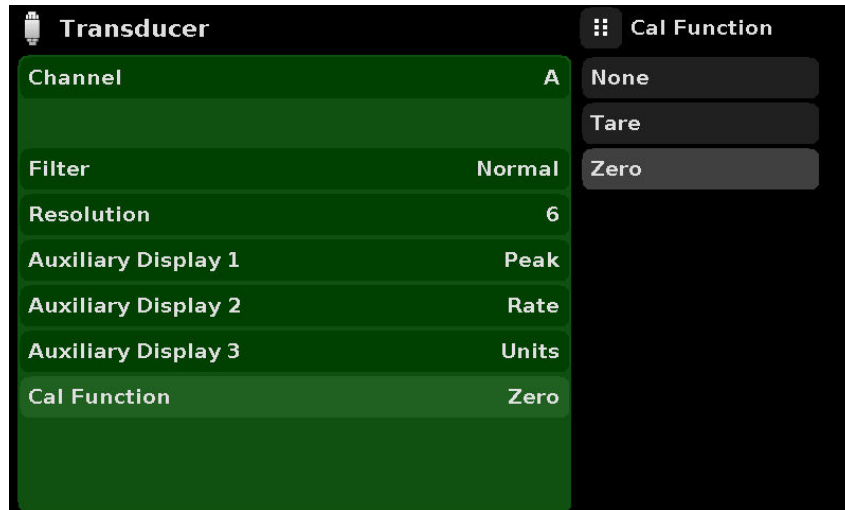 Transducer
Channel A
Filter Normal
Resolution 6
Auxiliary Display 1 Peak
Auxiliary Display 2 Rate
Auxiliary Display 3 Units
Cal Function Zero
Cal Function
None
Tare
Zero